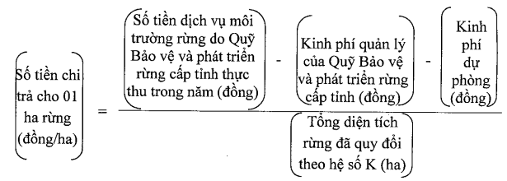 Số tiền chi
trả cho 01
ha rừng
(đồng/ha)
=
Số tiền dịch vụ môi
trường rừng do Quỹ
Bảo vệ và phát triển
rừng cấp tỉnh thực
thu trong năm (đồng)
-
Kinh phí quản lý
của Quỹ Bảo vệ
và phát triển rừng
cấp tỉnh (đồng)
-
Kinh
phí
dự
phòng
(đồng)
Tổng diện tích
rừng đã quy đổi
theo hệ số K (ha)